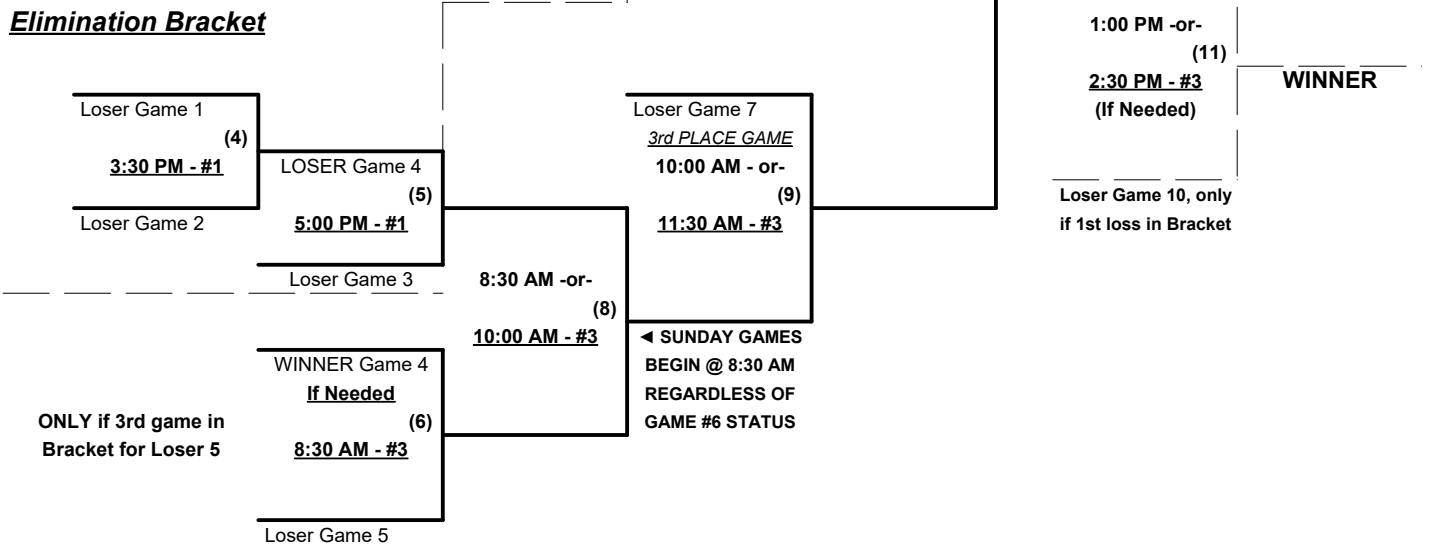 Elimination Bracket
1:00 PM -or-
(11)
2:30 PM - #3
(If Needed)
WINNER
Loser Game 10, only
if 1st loss in Bracket
Loser Game 1
(4)
3:30 PM - #1
Loser Game 2
LOSER Game 4
(5)
5:00 PM - #1
Loser Game 3
Loser Game 7
3rd PLACE GAME
10:00 AM - or-
(9)
11:30 AM - #3
8:30 AM -or-
(8)
10:00 AM - #3
◄ SUNDAY GAMES
BEGIN @ 8:30 AM
REGARDLESS OF
GAME #6 STATUS
WINNER Game 4
If Needed
(6)
8:30 AM - #3
Loser Game 5
ONLY if 3rd game in
Bracket for Loser 5